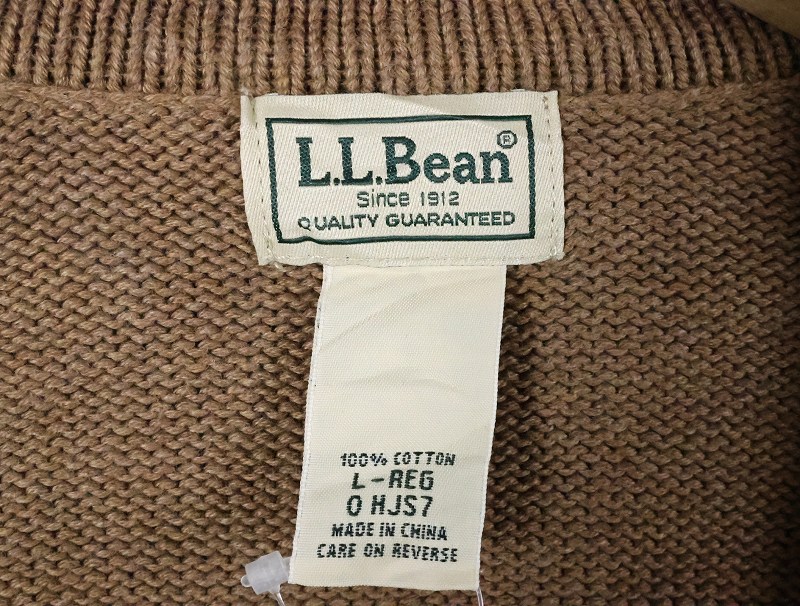 L.L.Bean®
Since 1912
QUALITY GUARANTEED
100% COTTON
L-REG
0 HJS7
MADE IN CHINA
CARE ON REVERSE